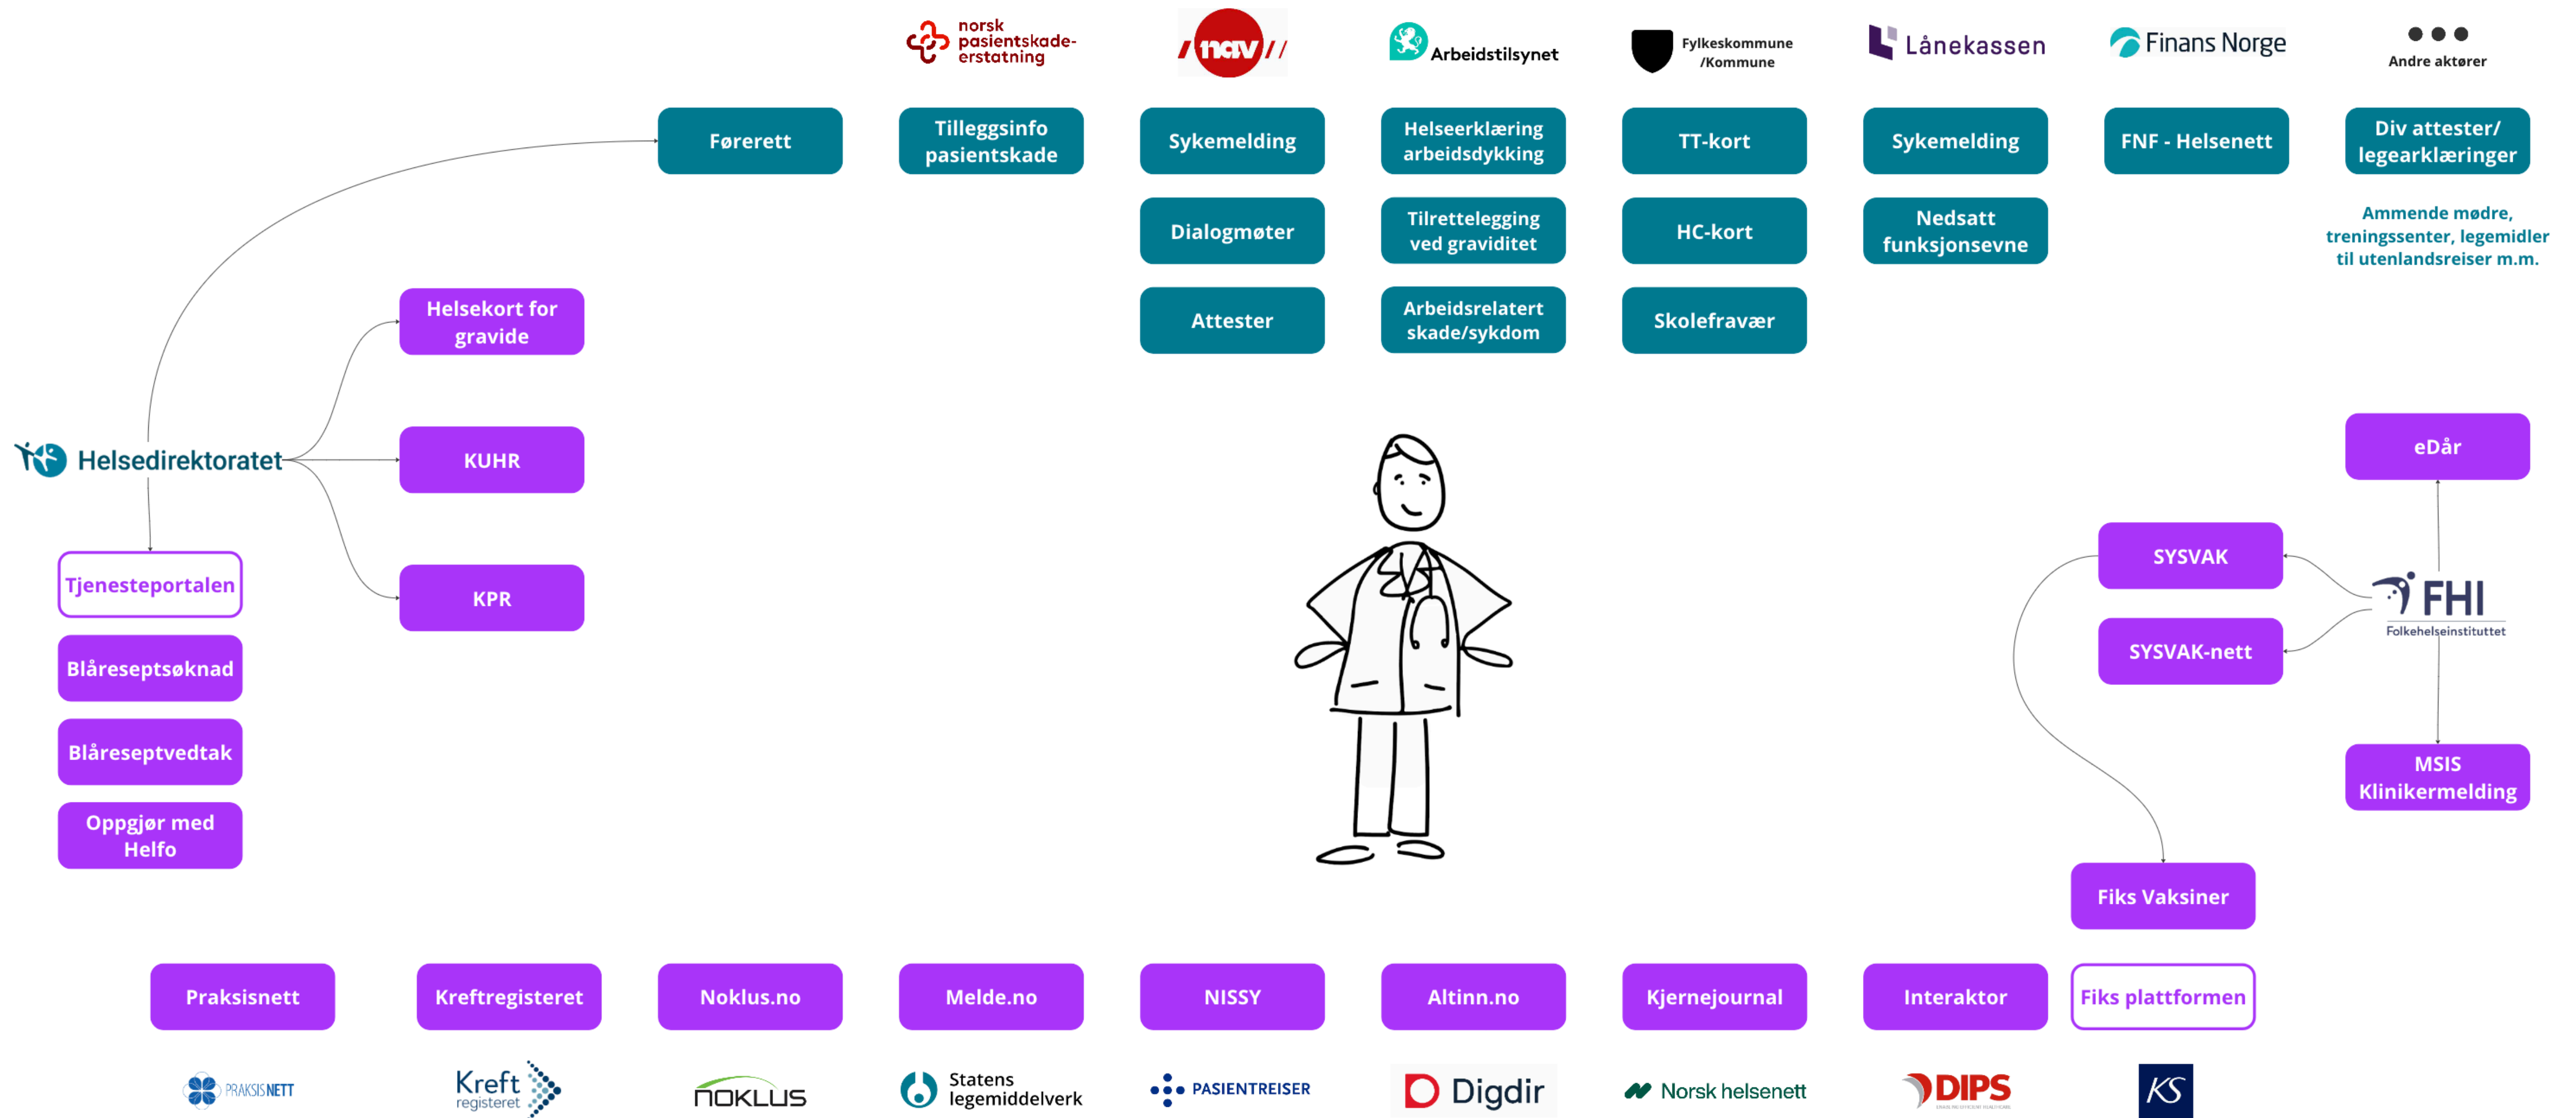 norsk
pasientskade-
erstatning
nav
Arbeidstilsynet
Fylkeskommune
/Kommune
Lånekassen
Finans Norge
Andre aktører
Førerett
Tilleggsinfo
pasientskade
Sykemelding
Helseerklæring
arbeidsdykking
TT-kort
Sykemelding
FNF - Helsenett
Div attester/
legearklæringer
Dialogmøter
Tilrettelegging
ved graviditet
HC-kort
Nedsatt
funksjonsevne
Ammende mødre,
treningssenter, legemidler
til utenlandsreiser m.m.
Attester
Arbeidsrelatert
skade/sykdom
Skolefravær
Helsekort for
gravide
Helsedirektoratet
KUHR
KPR
Tjenesteportalen
Blåreseptsøknad
Blåreseptvedtak
Oppgjør med
Helfo
eDår
SYSVAK
FHI
Folkehelseinstituttet
SYSVAK-nett
MSIS
Klinikermelding
Fiks Vaksiner
Praksisnett
Kreftregisteret
Noklus.no
Melde.no
NISSY
Altinn.no
Kjernejournal
Interaktor
Fiks plattformen
PRAKSISNETT
Kreft
registeret
NOKLUS
Statens
legemiddelverk
PASIENTREISER
Digdir
Norsk helsenett
DIPS
KS